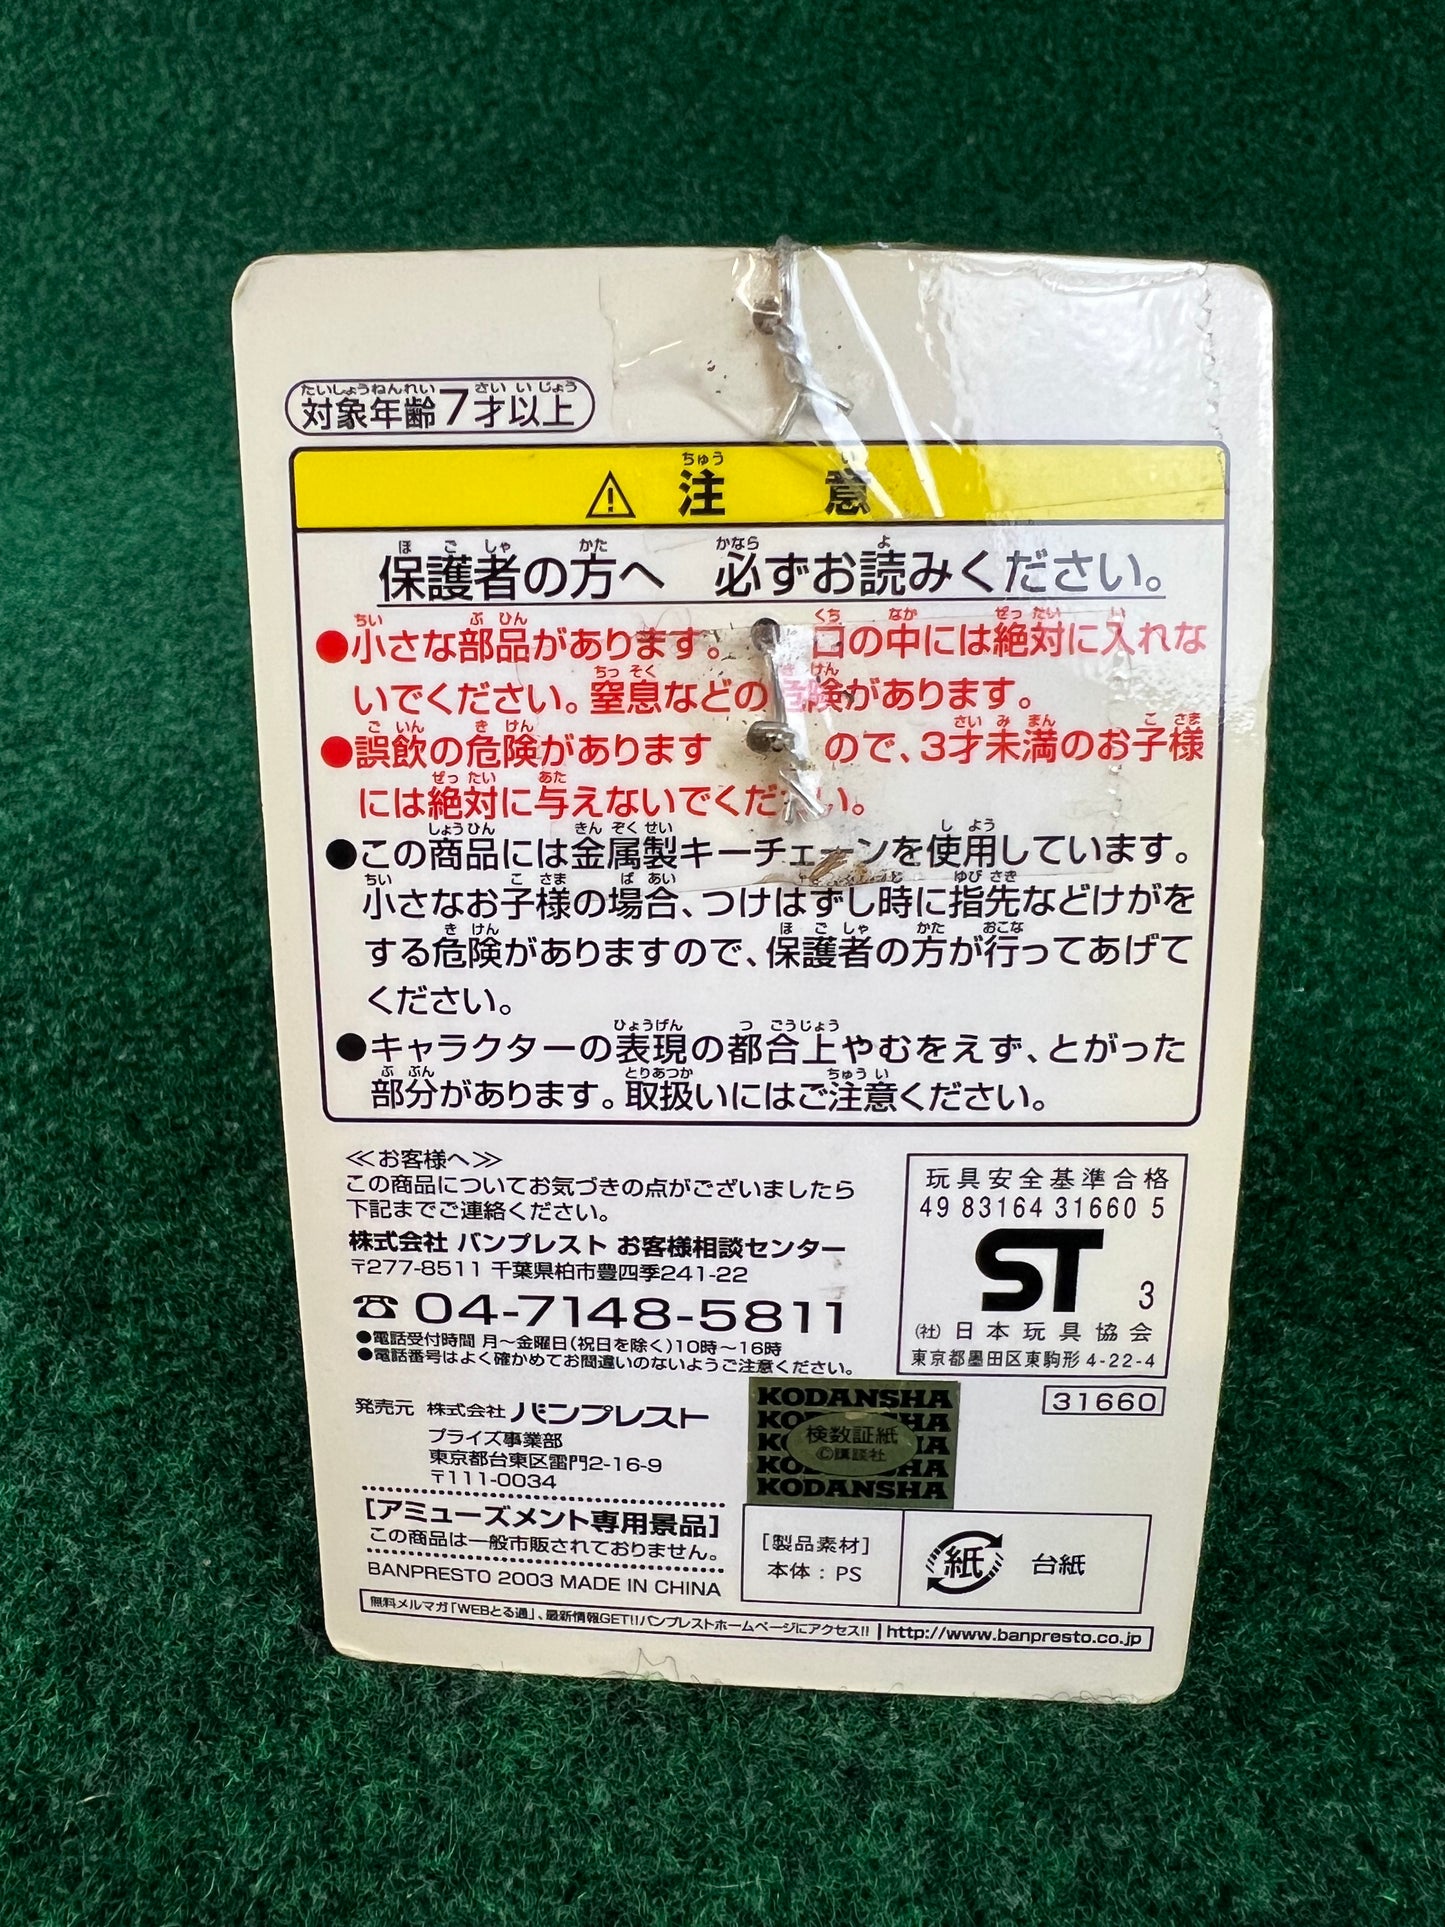 対象年齢7才以上
⚠ 注意
保護者の方へ 必ずお読みください。
●小さな部品があります。 口の中には絶対に入れな
いでください。窒息などの危険があります。
●誤飲の危険があります ので、3才未満のお子様
には絶対に与えないでください。
●この商品には金属製キーチェーンを使用しています。
小さなお子様の場合、つけはずし時に指先などけがを
する危険がありますので、保護者の方が行ってあげて
ください。
●キャラクターの表現の都合上やむをえず、とがった
部分があります。取扱いにはご注意ください。
≪お客様へ≫
この商品についてお気づきの点がございましたら
下記までご連絡ください。
株式会社 バンプレスト お客様相談センター
〒277-8511 千葉県柏市豊四季241-22
☎04-7148-5811
●電話受付時間 月〜金曜日(祝日を除く)10時〜16時
●電話番号はよく確かめてお間違いのないようご注意ください。
玩具安全基準合格
49 83164 31660 5
ST 3
(社)日本玩具協会
東京都墨田区東駒形4-22-4
31660
発売元 株式会社 バンプレスト
プライズ事業部
東京都台東区雷門2-16-9
〒111-0034
KODANSHA
検数証紙
©講談社
KODANSHA
[アミューズメント専用景品]
この商品は一般市販されておりません。
BANPRESTO 2003 MADE IN CHINA
[製品素材]
本体：PS
紙 台紙
無料メルマガ「WEBとる通」、最新情報GET!!バンプレストホームページにアクセス!! | http://www.banpresto.co.jp